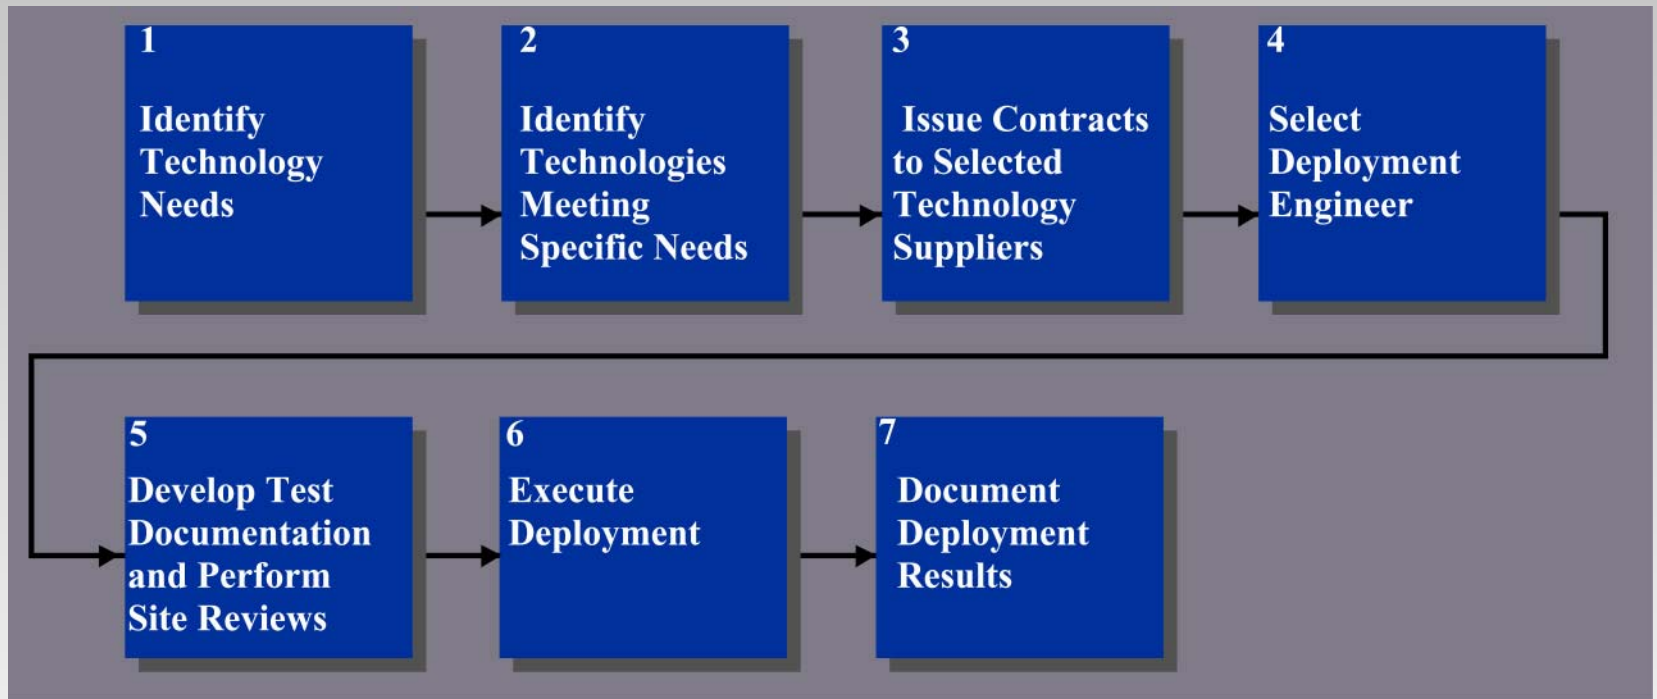 1
Identify
Technology
Needs
2
Identify
Technologies
Meeting
Specific Needs
3
Issue Contracts
to Selected
Technology
Suppliers
4
Select
Deployment
Engineer
5
Develop Test
Documentation
and Perform
Site Reviews
6
Execute
Deployment
7
Document
Deployment
Results